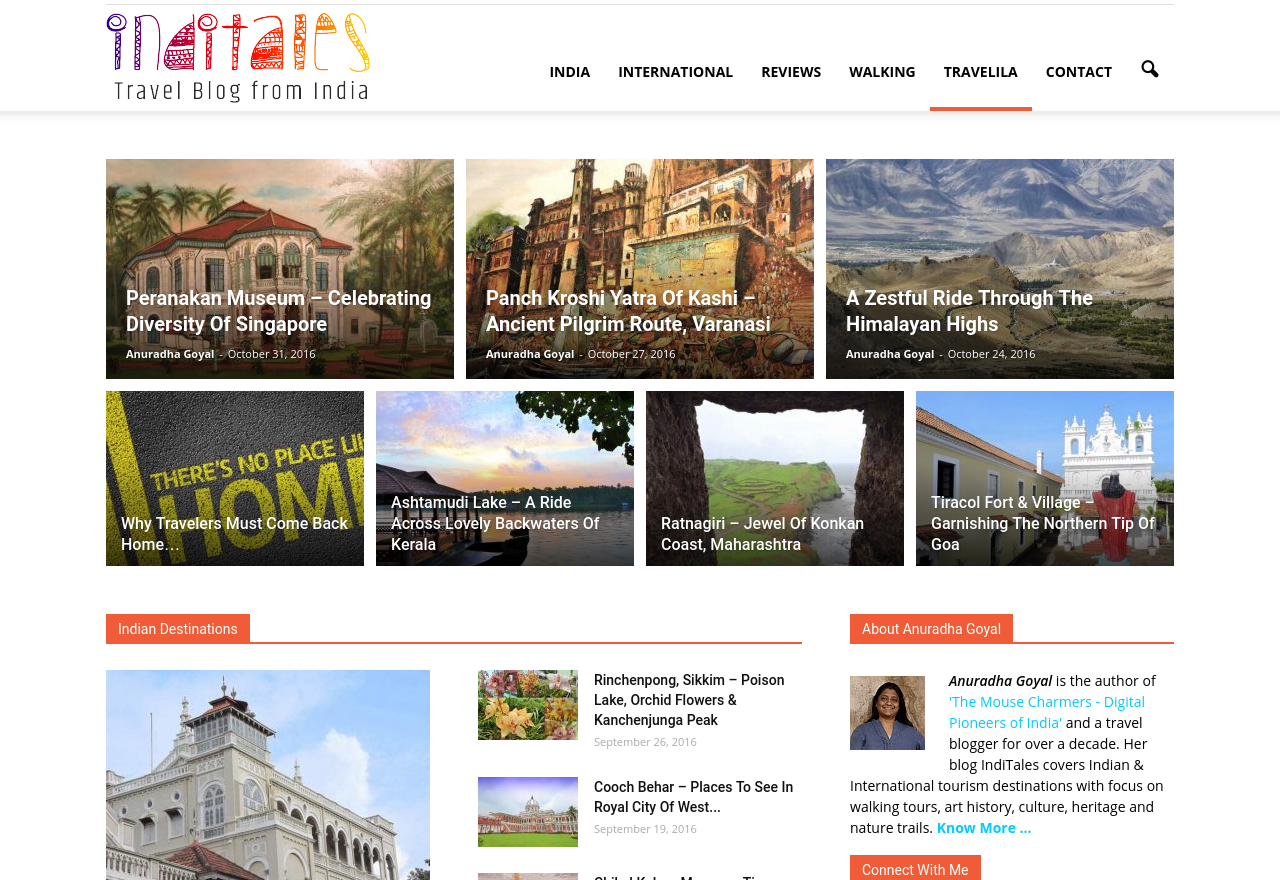 indiTales
Travel Blog from India
INDIA
INTERNATIONAL
REVIEWS
WALKING
TRAVELILA
CONTACT
Peranakan Museum – Celebrating
Diversity Of Singapore
Anuradha Goyal - October 31, 2016
Panch Kroshi Yatra Of Kashi –
Ancient Pilgrim Route, Varanasi
Anuradha Goyal - October 27, 2016
A Zestful Ride Through The
Himalayan Highs
Anuradha Goyal - October 24, 2016
THERE'S NO PLACE LI
HOME
Why Travelers Must Come Back
Home…
Ashtamudi Lake – A Ride
Across Lovely Backwaters Of
Kerala
Ratnagiri – Jewel Of Konkan
Coast, Maharashtra
Tiracol Fort & Village –
Garnishing The Northern Tip Of
Goa
Indian Destinations
Rinchenpong, Sikkim – Poison
Lake, Orchid Flowers &
Kanchenjunga Peak
September 26, 2016
Cooch Behar – Places To See In
Royal City Of West...
September 19, 2016
About Anuradha Goyal
Anuradha Goyal is the author of
'The Mouse Charmers - Digital
Pioneers of India' and a travel
blogger for over a decade. Her
blog IndiTales covers Indian &
International tourism destinations with focus on
walking tours, art history, culture, heritage and
nature trails. Know More ...
Connect With Me